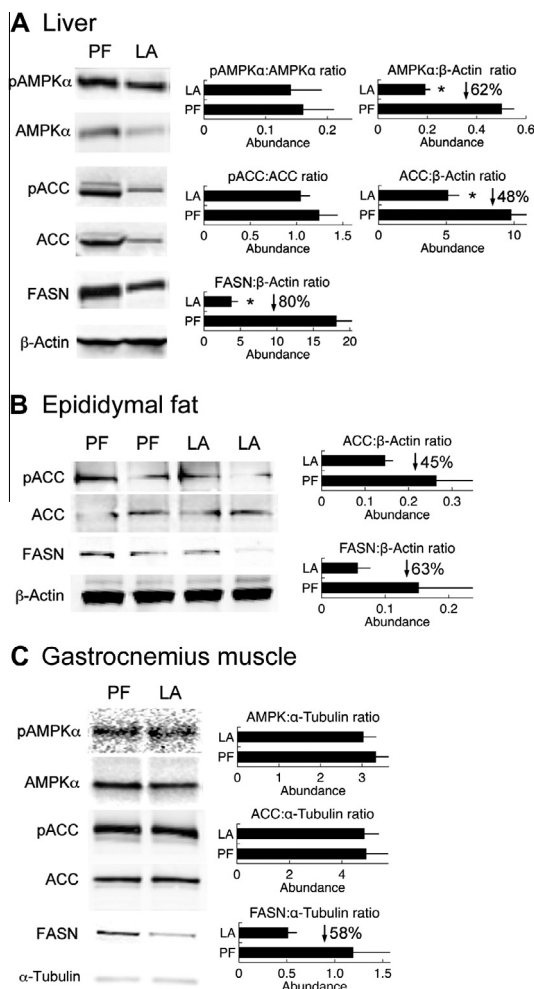 A Liver
PF LA
pAMPKα
AMPKα
pACC
ACC
FASN
β-Actin
pAMPKα:AMPKα ratio
LA
PF
0 0.1 0.2
Abundance
AMPKα:β-Actin ratio
LA * ↓62%
PF
0 0.2 0.4 0.6
Abundance
pACC:ACC ratio
LA
PF
0 0.5 1.0 1.5
Abundance
ACC:β-Actin ratio
LA * ↓48%
PF
0 5 10
Abundance
FASN:β-Actin ratio
LA * ↓80%
PF
0 5 10 15 20
Abundance
B Epididymal fat
PF PF LA LA
pACC
ACC
FASN
β-Actin
ACC:β-Actin ratio
LA ↓45%
PF
0 0.1 0.2 0.3
Abundance
FASN:β-Actin ratio
LA ↓63%
PF
0 0.1 0.2
Abundance
C Gastrocnemius muscle
PF LA
pAMPKα
AMPKα
pACC
ACC
FASN
α-Tubulin
AMPK:α-Tubulin ratio
LA
PF
0 1 2 3
Abundance
ACC:α-Tubulin ratio
LA
PF
0 2 4
Abundance
FASN:α-Tubulin ratio
LA ↓58%
PF
0 0.5 1.0 1.5
Abundance